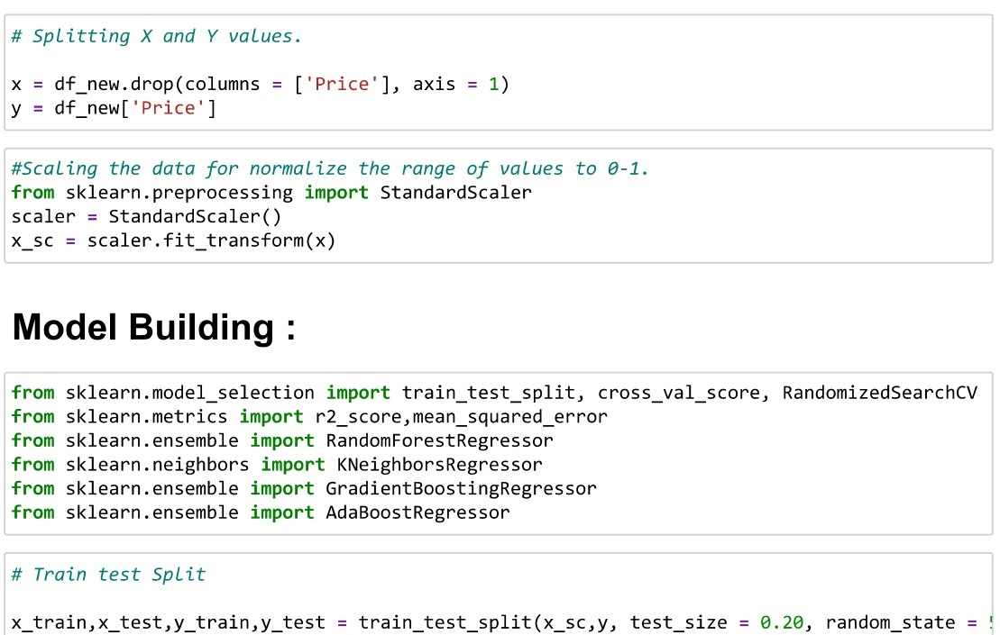 # Splitting X and Y values.
x = df_new.drop(columns = ['Price'], axis = 1)
y = df_new['Price']
#Scaling the data for normalize the range of values to 0-1.
from sklearn.preprocessing import StandardScaler
scaler = StandardScaler()
x_sc = scaler.fit_transform(x)
Model Building :
from sklearn.model_selection import train_test_split, cross_val_score, RandomizedSearchCV
from sklearn.metrics import r2_score,mean_squared_error
from sklearn.ensemble import RandomForestRegressor
from sklearn.neighbors import KNeighborsRegressor
from sklearn.ensemble import GradientBoostingRegressor
from sklearn.ensemble import AdaBoostRegressor
# Train test Split
x_train,x_test,y_train,y_test = train_test_split(x_sc,y, test_size = 0.20, random_state =